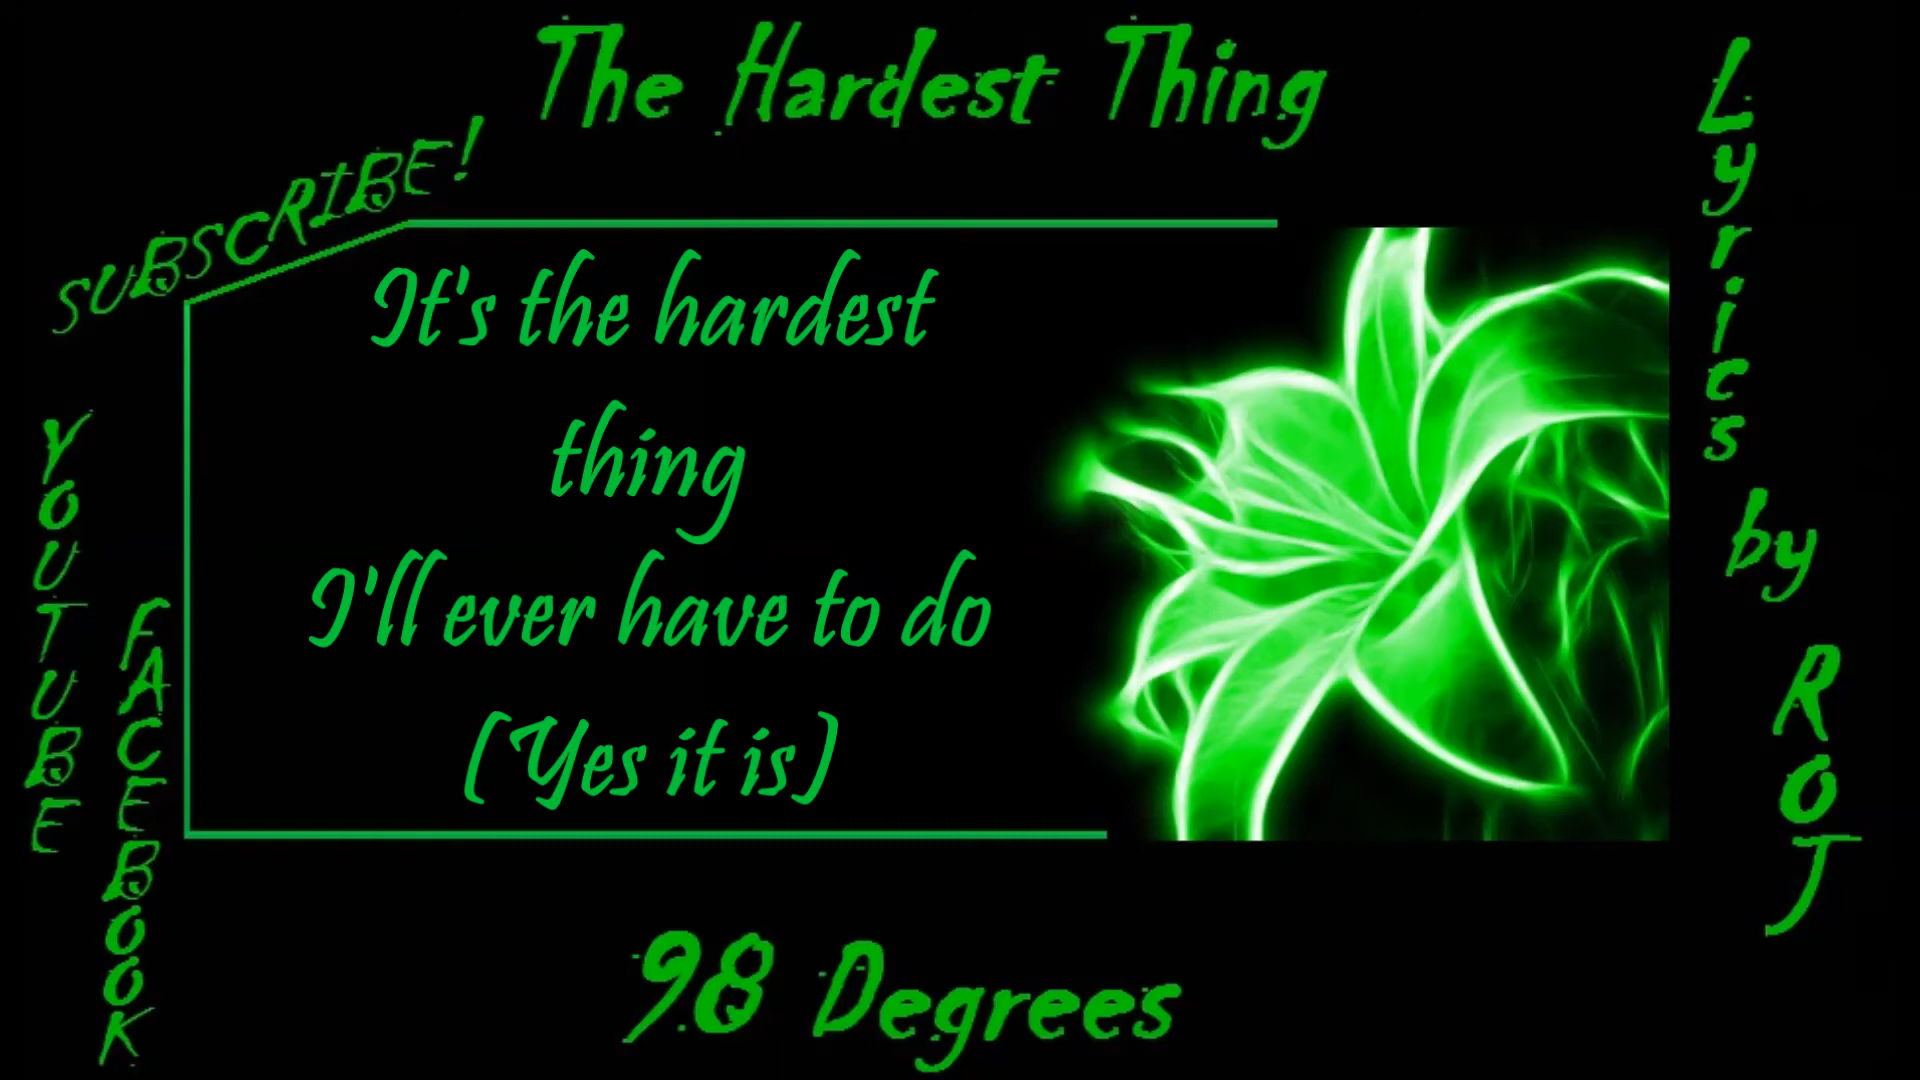 The Hardest Thing
SUBSCRIBE!
It's the hardest
thing
I'll ever have to do
(Yes it is)
YOUTUBE
FACEBOOK
Lyrics by ROJ
98 Degrees